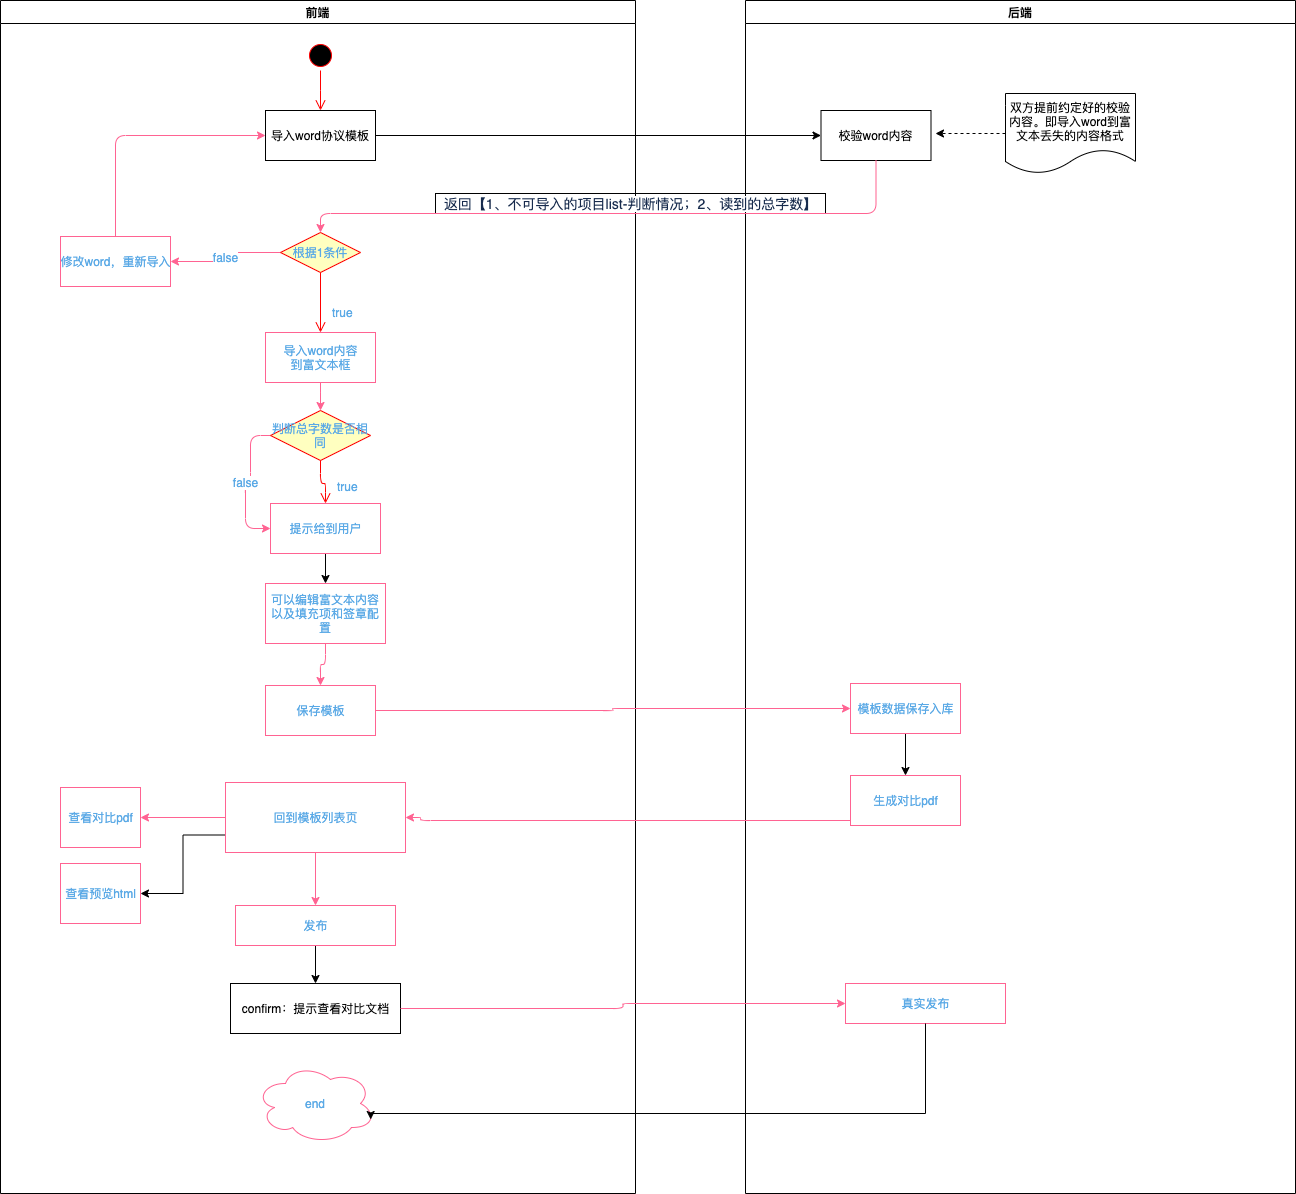 前端
后端
导入word协议模板
校验word内容
双方提前约定好的校验
内容。即导入word到富
文本丢失的内容格式
返回【1、不可导入的项目list-判断情况；2、读到的总字数】
根据1条件
false
修改word，重新导入
true
导入word内容
到富文本框
判断总字数是否相
同
false
true
提示给到用户
可以编辑富文本内容
以及填充项和签章配
置
保存模板
模板数据保存入库
生成对比pdf
回到模板列表页
查看对比pdf
查看预览html
发布
confirm：提示查看对比文档
真实发布
end